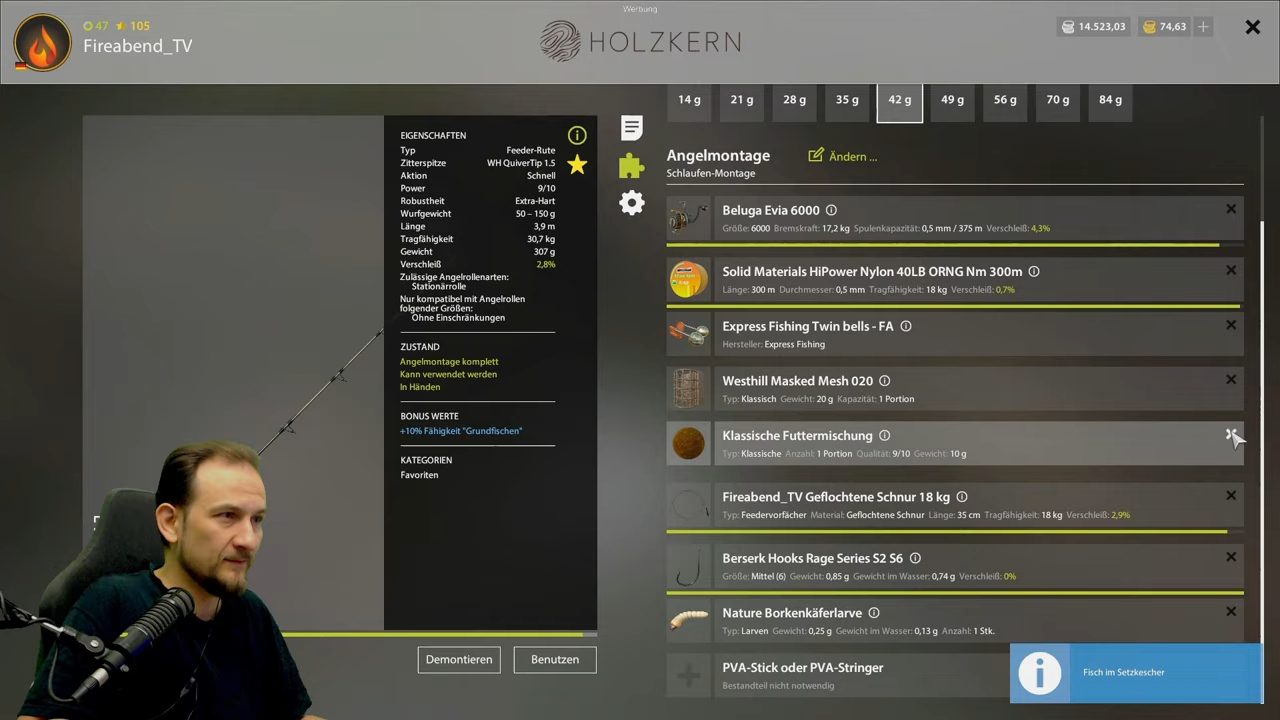 Werbung
47 105
Fireabend_TV
HOLZKERN
14.523,03
74,63
14 g
21 g
28 g
35 g
42 g
49 g
56 g
70 g
84 g
EIGENSCHAFTEN
Typ Feeder-Rute
Zitterspitze WH QuiverTip 1.5
Aktion Schnell
Power 9/10
Robustheit Extra-Hart
Wurfgewicht 50 – 150 g
Länge 3,9 m
Tragfähigkeit 30,7 kg
Gewicht 307 g
Verschleiß 2,8%
Zulässige Angelrollenarten:
Stationärrolle
Nur kompatibel mit Angelrollen
folgender Größen:
Ohne Einschränkungen
ZUSTAND
Angelmontage komplett
Kann verwendet werden
In Händen
BONUS WERTE
+10% Fähigkeit "Grundfischen"
KATEGORIEN
Favoriten
Demontieren
Benutzen
Angelmontage
Ändern ...
Schlaufen-Montage
Beluga Evia 6000
Größe: 6000 Bremskraft: 17,2 kg Spulenkapazität: 0,5 mm / 375 m Verschleiß: 4,3%
Solid Materials HiPower Nylon 40LB ORNG Nm 300m
Länge: 300 m Durchmesser: 0,5 mm Tragfähigkeit: 18 kg Verschleiß: 0,7%
Express Fishing Twin bells - FA
Hersteller: Express Fishing
Westhill Masked Mesh 020
Typ: Klassisch Gewicht: 20 g Kapazität: 1 Portion
Klassische Futtermischung
Typ: Klassische Anzahl: 1 Portion Qualität: 9/10 Gewicht: 10 g
Fireabend_TV Geflochtene Schnur 18 kg
Typ: Feedervorfächer Material: Geflochtene Schnur Länge: 35 cm Tragfähigkeit: 18 kg Verschleiß: 2,9%
Berserk Hooks Rage Series S2 S6
Größe: Mittel (6) Gewicht: 0,85 g Gewicht im Wasser: 0,74 g Verschleiß: 0%
Nature Borkenkäferlarve
Typ: Larven Gewicht: 0,25 g Gewicht im Wasser: 0,13 g Anzahl: 1 Stk.
PVA-Stick oder PVA-Stringer
Bestandteil nicht notwendig
Fisch im Setzkescher